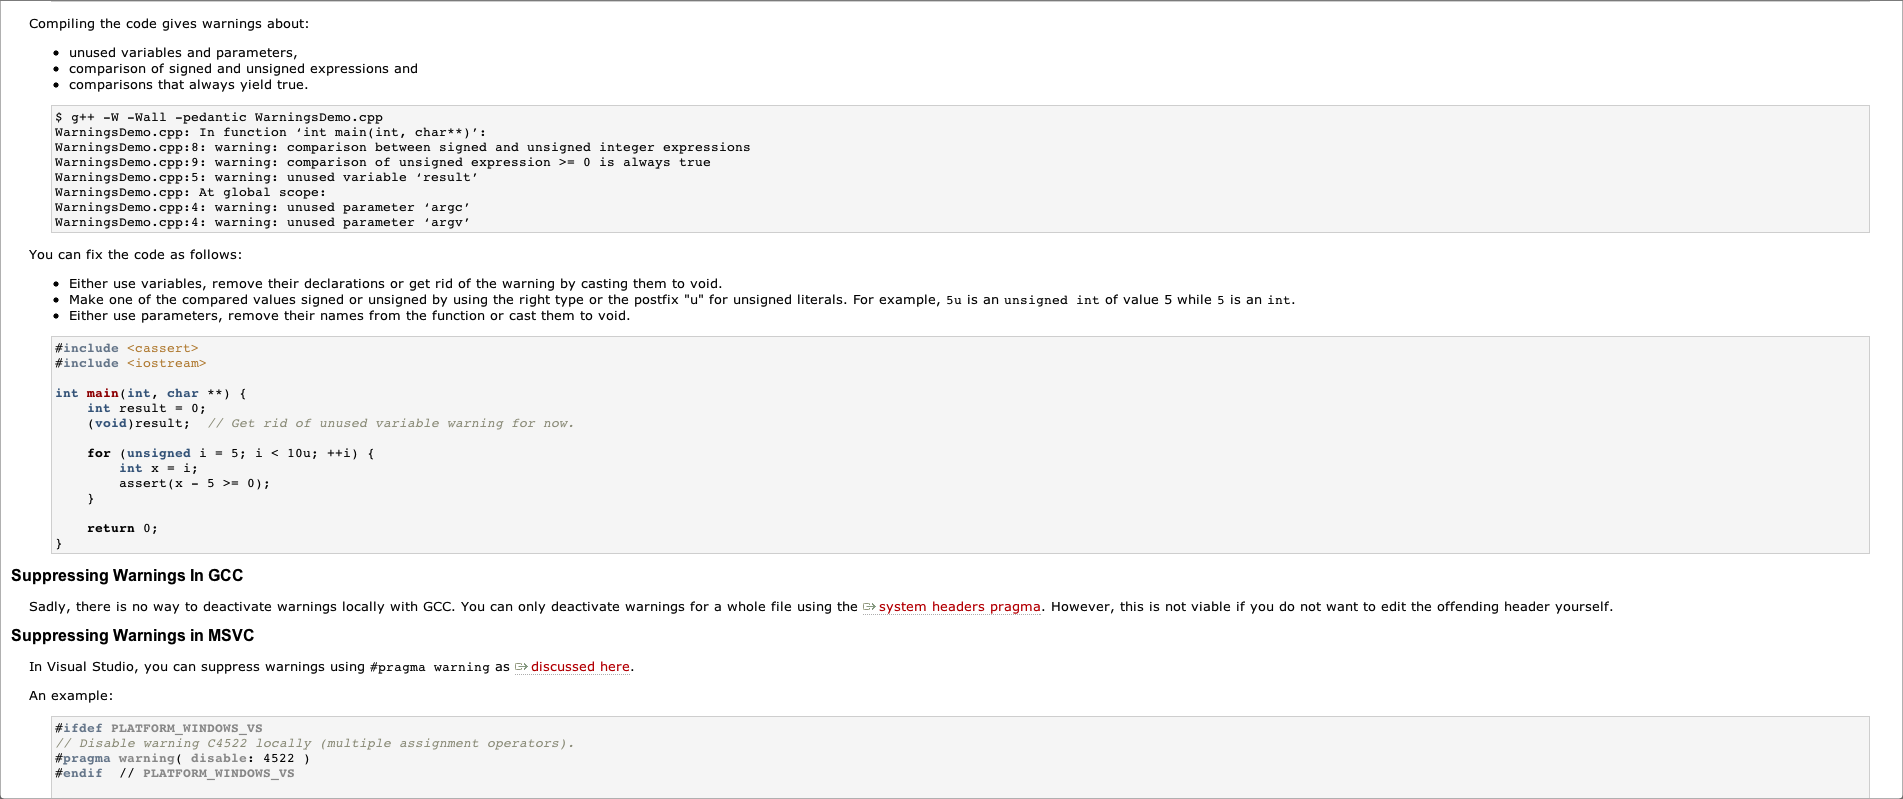 Compiling the code gives warnings about:
• unused variables and parameters,
• comparison of signed and unsigned expressions and
• comparisons that always yield true.
$ g++ -W -Wall -pedantic WarningsDemo.cpp
WarningsDemo.cpp: In function ‘int main(int, char**)’:
WarningsDemo.cpp:8: warning: comparison between signed and unsigned integer expressions
WarningsDemo.cpp:9: warning: comparison of unsigned expression >= 0 is always true
WarningsDemo.cpp:5: warning: unused variable ‘result’
WarningsDemo.cpp: At global scope:
WarningsDemo.cpp:4: warning: unused parameter ‘argc’
WarningsDemo.cpp:4: warning: unused parameter ‘argv’
You can fix the code as follows:
• Either use variables, remove their declarations or get rid of the warning by casting them to void.
• Make one of the compared values signed or unsigned by using the right type or the postfix "u" for unsigned literals. For example, 5u is an unsigned int of value 5 while 5 is an int.
• Either use parameters, remove their names from the function or cast them to void.
#include <cassert>
#include <iostream>
int main(int, char **) {
    int result = 0;
    (void)result;  // Get rid of unused variable warning for now.
    for (unsigned i = 5; i < 10u; ++i) {
        int x = i;
        assert(x - 5 >= 0);
    }
    return 0;
}
Suppressing Warnings In GCC
Sadly, there is no way to deactivate warnings locally with GCC. You can only deactivate warnings for a whole file using the system headers pragma. However, this is not viable if you do not want to edit the offending header yourself.
Suppressing Warnings in MSVC
In Visual Studio, you can suppress warnings using #pragma warning as discussed here.
An example:
#ifdef PLATFORM_WINDOWS_VS
// Disable warning C4522 locally (multiple assignment operators).
#pragma warning( disable: 4522 )
#endif  // PLATFORM_WINDOWS_VS